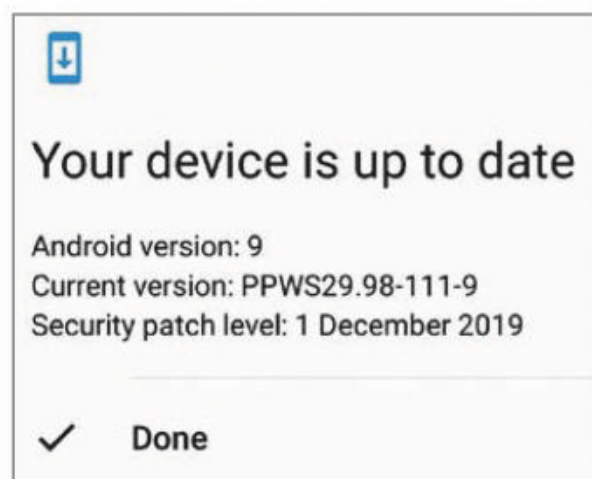 Your device is up to date
Android version: 9
Current version: PPWS29.98-111-9
Security patch level: 1 December 2019
Done